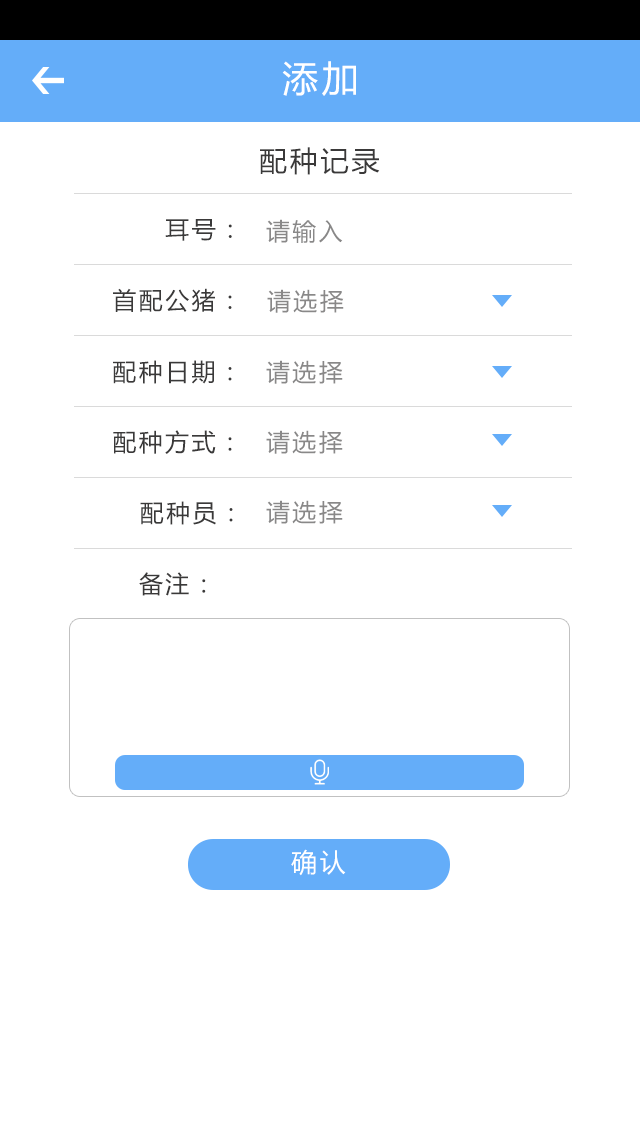 添加
配种记录
耳号： 请输入
首配公猪： 请选择
配种日期： 请选择
配种方式： 请选择
配种员： 请选择
备注：
确认